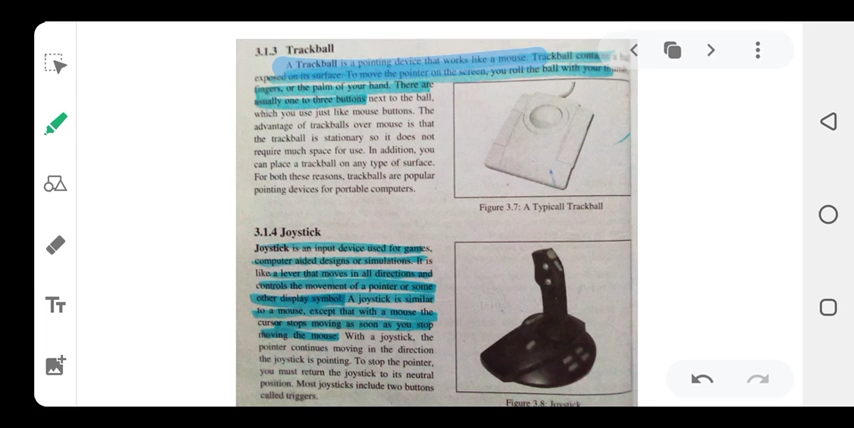 3.1.3 Trackball
A Trackball is a pointing device that works like a mouse. Trackball
exposed on its surface. To move the pointer on the screen, you roll the ball with your
fingers, or the palm of your hand. There are
usually one to three buttons next to the ball,
which you use just like mouse buttons. The
advantage of trackballs over mouse is that
the trackball is stationary so it does not
require much space for use. In addition, you
can place a trackball on any type of surface.
For both these reasons, trackballs are popular
pointing devices for portable computers.
Figure 3.7: A Typicall Trackball
3.1.4 Joystick
Joystick is an input device used for games,
computer aided designs or simulations. It is
like a lever that moves in all directions and
controls the movement of a pointer or some
other display symbol. A joystick is similar
to a mouse, except that with a mouse the
cursor stops moving as soon as you stop
moving the mouse. With a joystick, the
pointer continues moving in the direction
the joystick is pointing. To stop the pointer,
you must return the joystick to its neutral
position. Most joysticks include two buttons
called triggers.
Figure 3.8: Joystick
TT